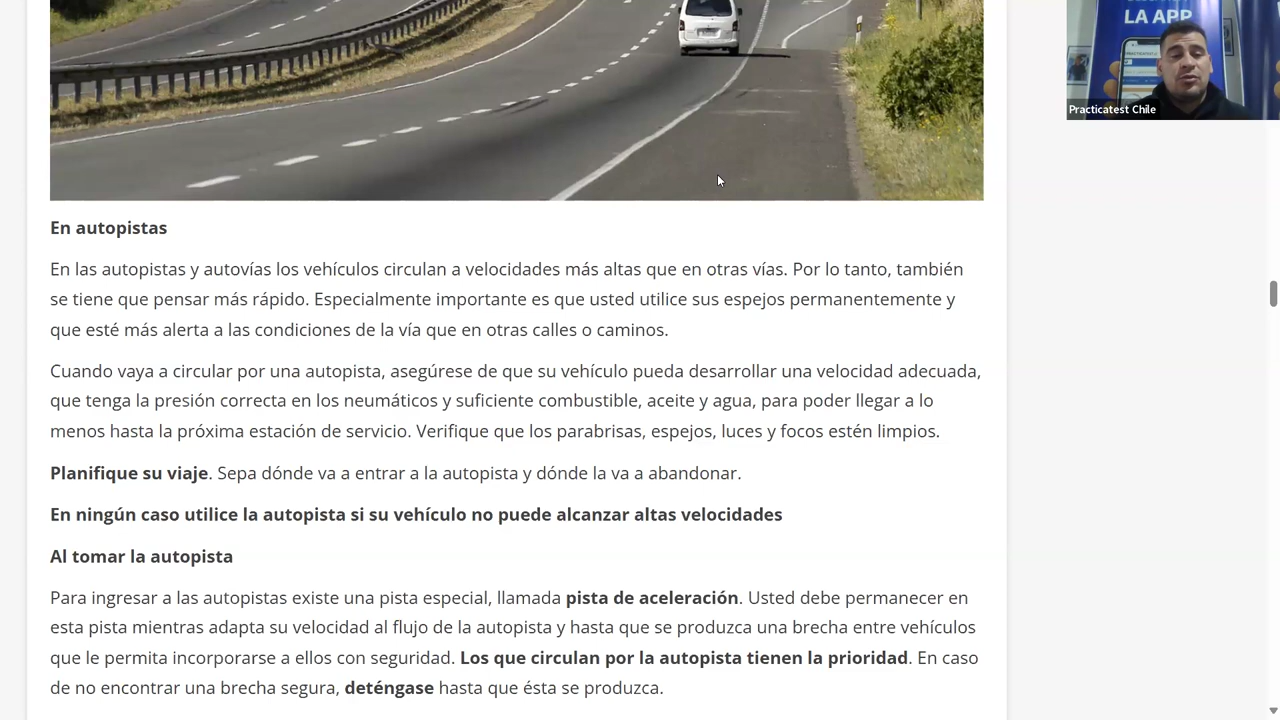 LA APP
Practicatest Chile
En autopistas
En las autopistas y autovías los vehículos circulan a velocidades más altas que en otras vías. Por lo tanto, también
se tiene que pensar más rápido. Especialmente importante es que usted utilice sus espejos permanentemente y
que esté más alerta a las condiciones de la vía que en otras calles o caminos.
Cuando vaya a circular por una autopista, asegúrese de que su vehículo pueda desarrollar una velocidad adecuada,
que tenga la presión correcta en los neumáticos y suficiente combustible, aceite y agua, para poder llegar a lo
menos hasta la próxima estación de servicio. Verifique que los parabrisas, espejos, luces y focos estén limpios.
Planifique su viaje. Sepa dónde va a entrar a la autopista y dónde la va a abandonar.
En ningún caso utilice la autopista si su vehículo no puede alcanzar altas velocidades
Al tomar la autopista
Para ingresar a las autopistas existe una pista especial, llamada pista de aceleración. Usted debe permanecer en
esta pista mientras adapta su velocidad al flujo de la autopista y hasta que se produzca una brecha entre vehículos
que le permita incorporarse a ellos con seguridad. Los que circulan por la autopista tienen la prioridad. En caso
de no encontrar una brecha segura, deténgase hasta que ésta se produzca.